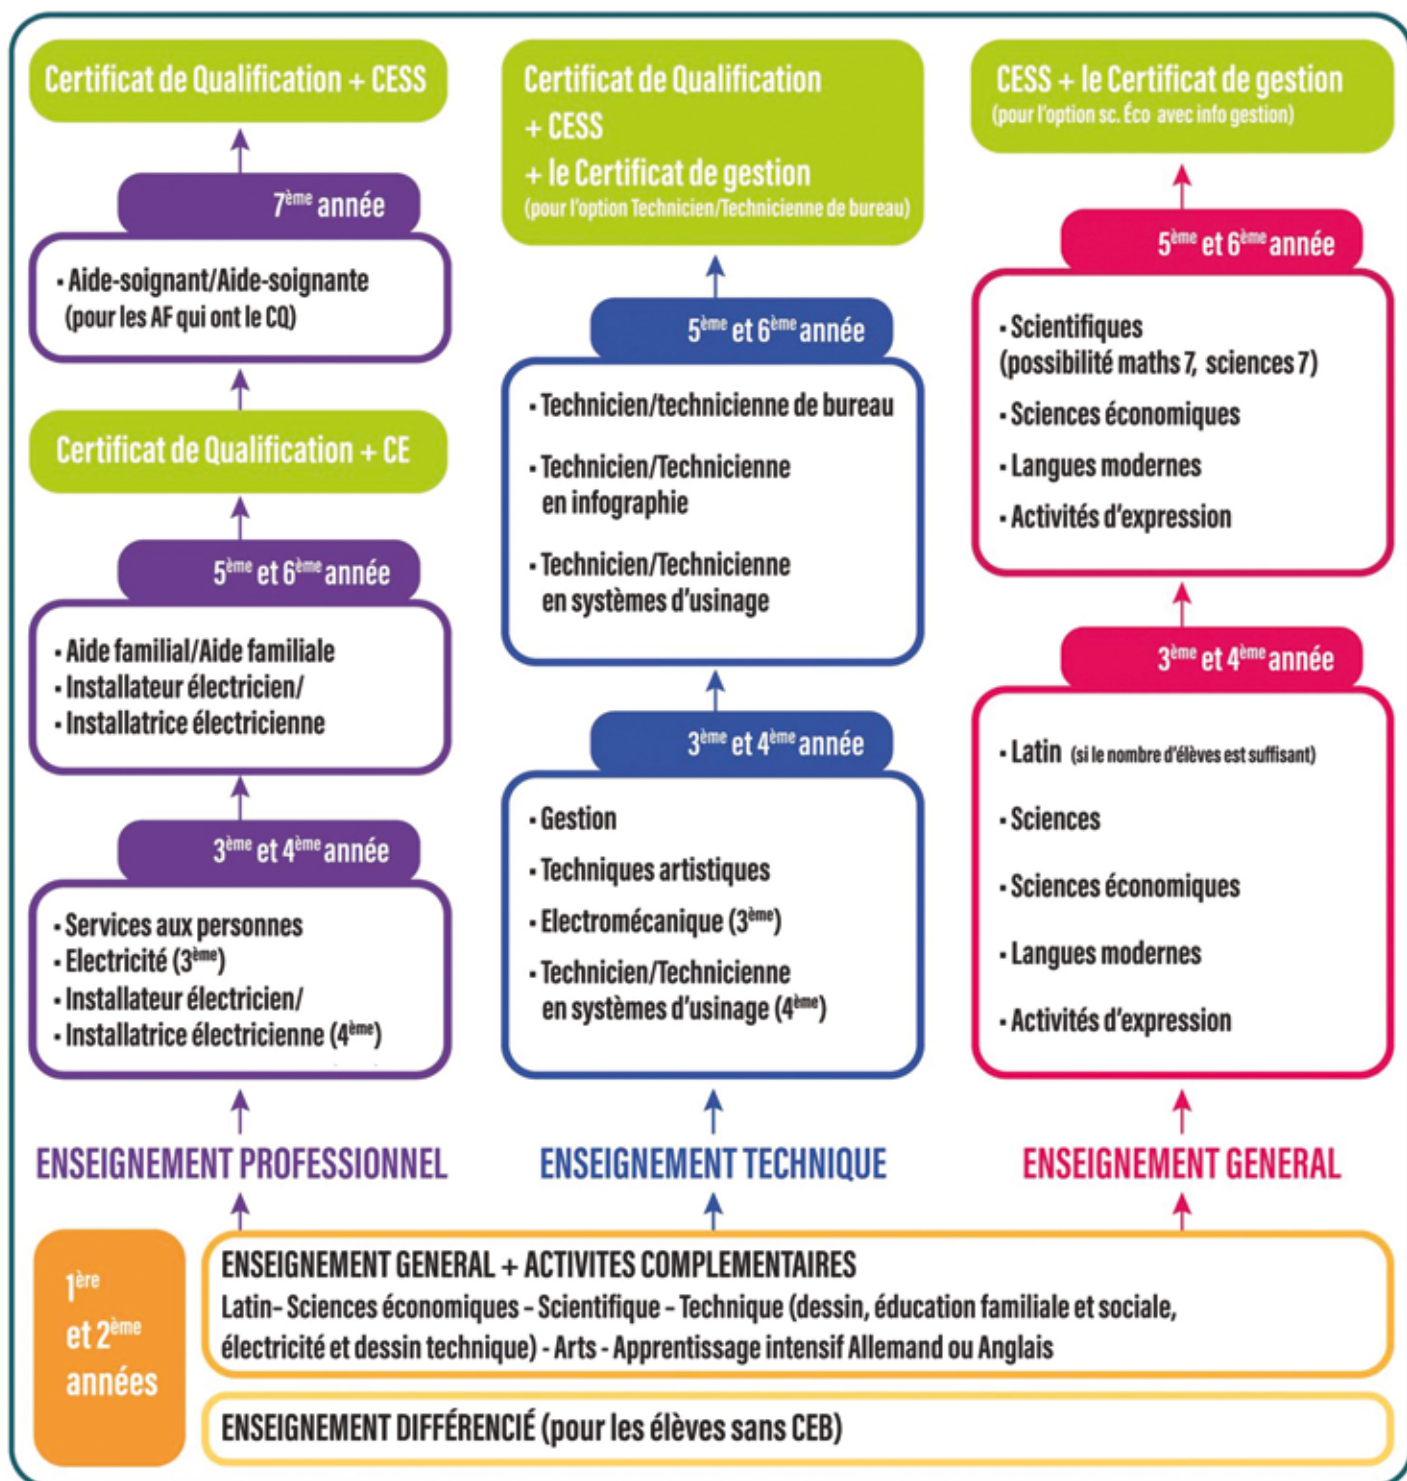 Certificat de Qualification + CESS
7ème année
▪ Aide-soignant/Aide-soignante
(pour les AF qui ont le CQ)
Certificat de Qualification + CE
5ème et 6ème année
▪ Aide familial/Aide familiale
▪ Installateur électricien/
▪ Installatrice électricienne
3ème et 4ème année
▪ Services aux personnes
▪ Electricité (3ème)
▪ Installateur électricien/
▪ Installatrice électricienne (4ème)
ENSEIGNEMENT PROFESSIONNEL
Certificat de Qualification
+ CESS
+ le Certificat de gestion
(pour l'option Technicien/Technicienne de bureau)
5ème et 6ème année
▪ Technicien/technicienne de bureau
▪ Technicien/Technicienne
en infographie
▪ Technicien/Technicienne
en systèmes d'usinage
3ème et 4ème année
▪ Gestion
▪ Techniques artistiques
▪ Electromécanique (3ème)
▪ Technicien/Technicienne
en systèmes d'usinage (4ème)
ENSEIGNEMENT TECHNIQUE
CESS + le Certificat de gestion
(pour l'option sc. Éco avec info gestion)
5ème et 6ème année
▪ Scientifiques
(possibilité maths 7, sciences 7)
▪ Sciences économiques
▪ Langues modernes
▪ Activités d'expression
3ème et 4ème année
▪ Latin (si le nombre d'élèves est suffisant)
▪ Sciences
▪ Sciences économiques
▪ Langues modernes
▪ Activités d'expression
ENSEIGNEMENT GENERAL
1ère
et 2ème
années
ENSEIGNEMENT GENERAL + ACTIVITES COMPLEMENTAIRES
Latin- Sciences économiques - Scientifique - Technique (dessin, éducation familiale et sociale,
électricité et dessin technique) - Arts - Apprentissage intensif Allemand ou Anglais
ENSEIGNEMENT DIFFÉRENCIÉ (pour les élèves sans CEB)